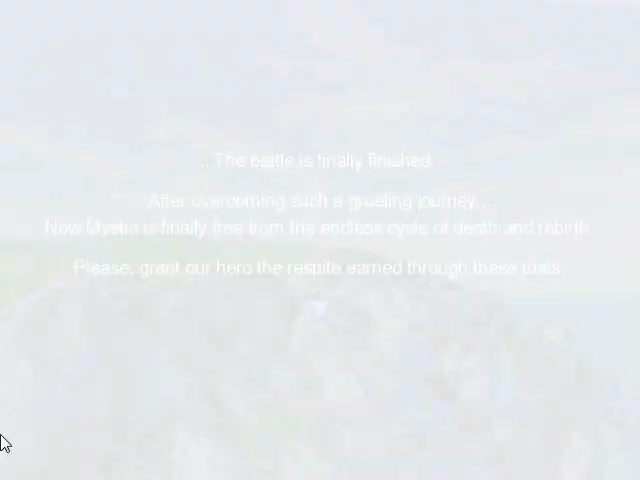 ...The battle is finally finished.
After overcoming such a grueling journey...
Now Mystia is finally free from the endless cycle of death and rebirth.
Please, grant our hero the respite earned through these trials.